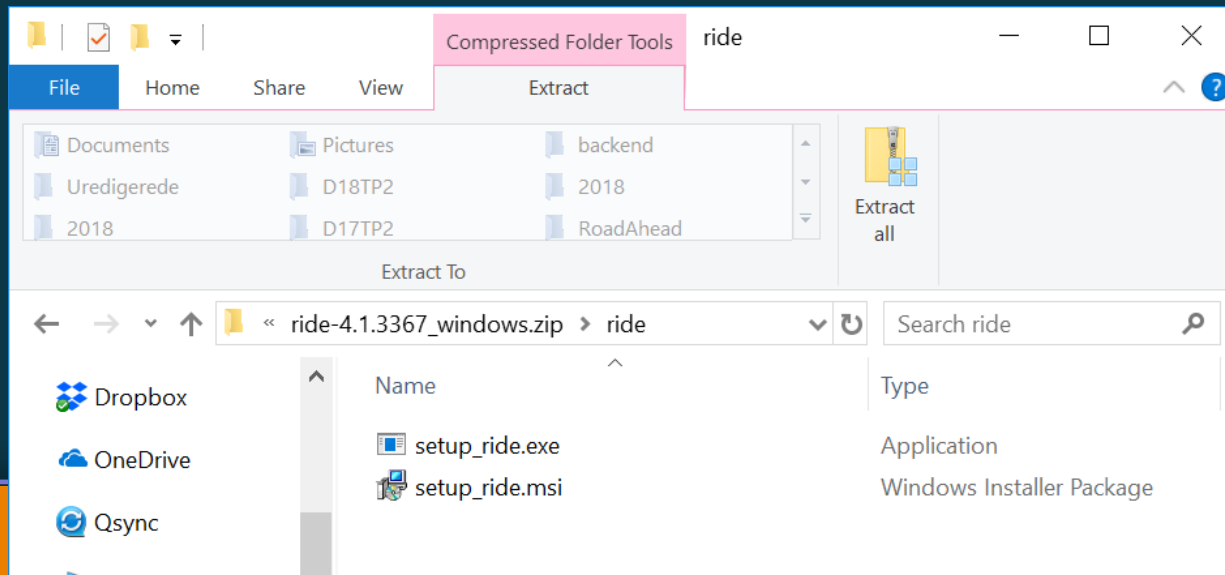 Compressed Folder Tools ride
File Home Share View Extract
Documents Pictures backend
Uredigerede D18TP2 2018
2018 D17TP2 RoadAhead
Extract To
Extract
all
« ride-4.1.3367_windows.zip > ride
Search ride
Name Type
Dropbox
OneDrive
Qsync
setup_ride.exe Application
setup_ride.msi Windows Installer Package